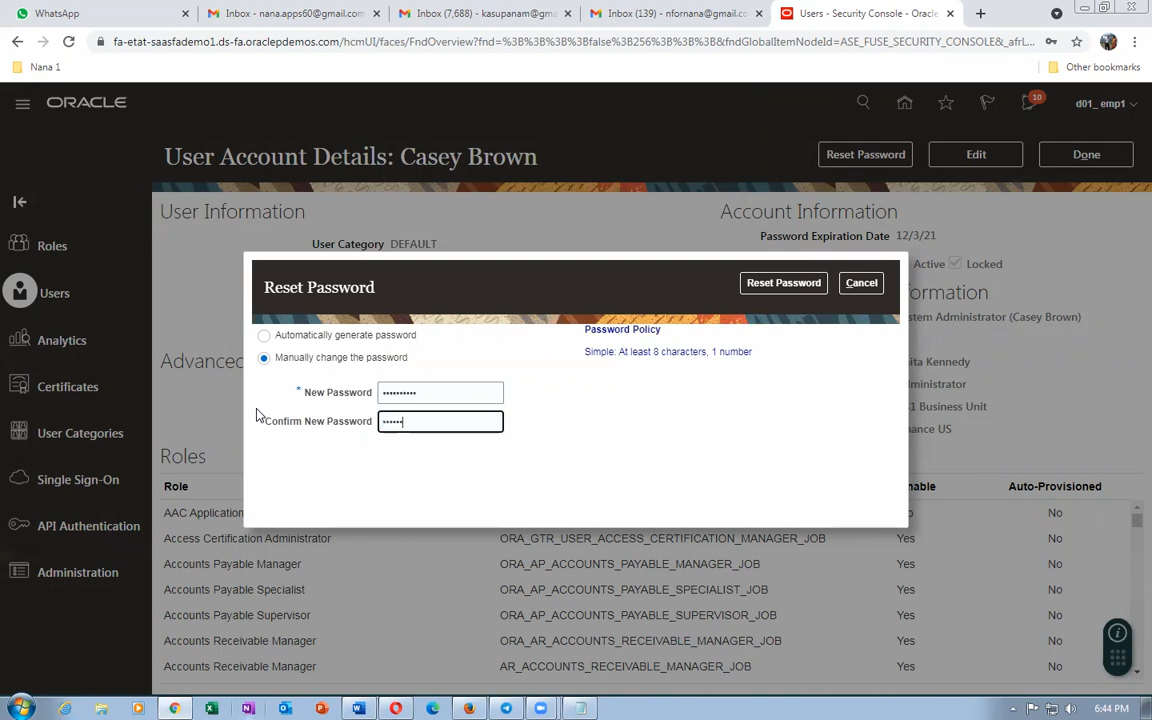 WhatsApp
Inbox - nana.apps60@gmail.com
Inbox (7,688) - kasupanam@gma
Inbox (139) - nfornana@gmail.co
Users - Security Console - Oracle
fa-etat-saasfademo1.ds-fa.oraclepdemos.com/hcmUI/faces/FndOverview?fnd=%3B%3B%3B%3Bfalse%3B256%3B%3B%3B&fndGlobalItemNodeId=ASE_FUSE_SECURITY_CONSOLE&_afrL...
Nana 1
Other bookmarks
ORACLE
10
d01_ emp1
User Account Details: Casey Brown
Reset Password
Edit
Done
User Information
Account Information
Password Expiration Date 12/3/21
User Category DEFAULT
Active Locked
Roles
Users
Analytics
Certificates
User Categories
Single Sign-On
API Authentication
Administration
Reset Password
Reset Password
Cancel
Automatically generate password
Manually change the password
Password Policy
Simple: At least 8 characters, 1 number
* New Password ••••••••••
Confirm New Password ••••••
ormation
stem Administrator (Casey Brown)
ita Kennedy
ministrator
1 Business Unit
nance US
Advanced
Roles
Role
nable
Auto-Provisioned
AAC Application
No
Access Certification Administrator ORA_GTR_USER_ACCESS_CERTIFICATION_MANAGER_JOB Yes No
Accounts Payable Manager ORA_AP_ACCOUNTS_PAYABLE_MANAGER_JOB Yes No
Accounts Payable Specialist ORA_AP_ACCOUNTS_PAYABLE_SPECIALIST_JOB Yes No
Accounts Payable Supervisor ORA_AP_ACCOUNTS_PAYABLE_SUPERVISOR_JOB Yes No
Accounts Receivable Manager ORA_AR_ACCOUNTS_RECEIVABLE_MANAGER_JOB Yes No
Accounts Receivable Manager AR_ACCOUNTS_RECEIVABLE_MANAGER_JOB Yes No
6:44 PM